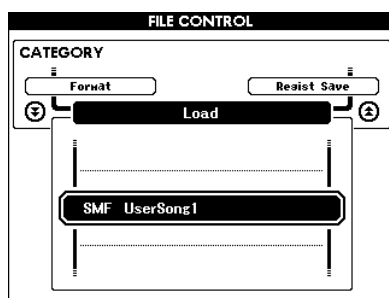 FILE CONTROL
CATEGORY
Format
Regist Save
Load
SMF UserSong1